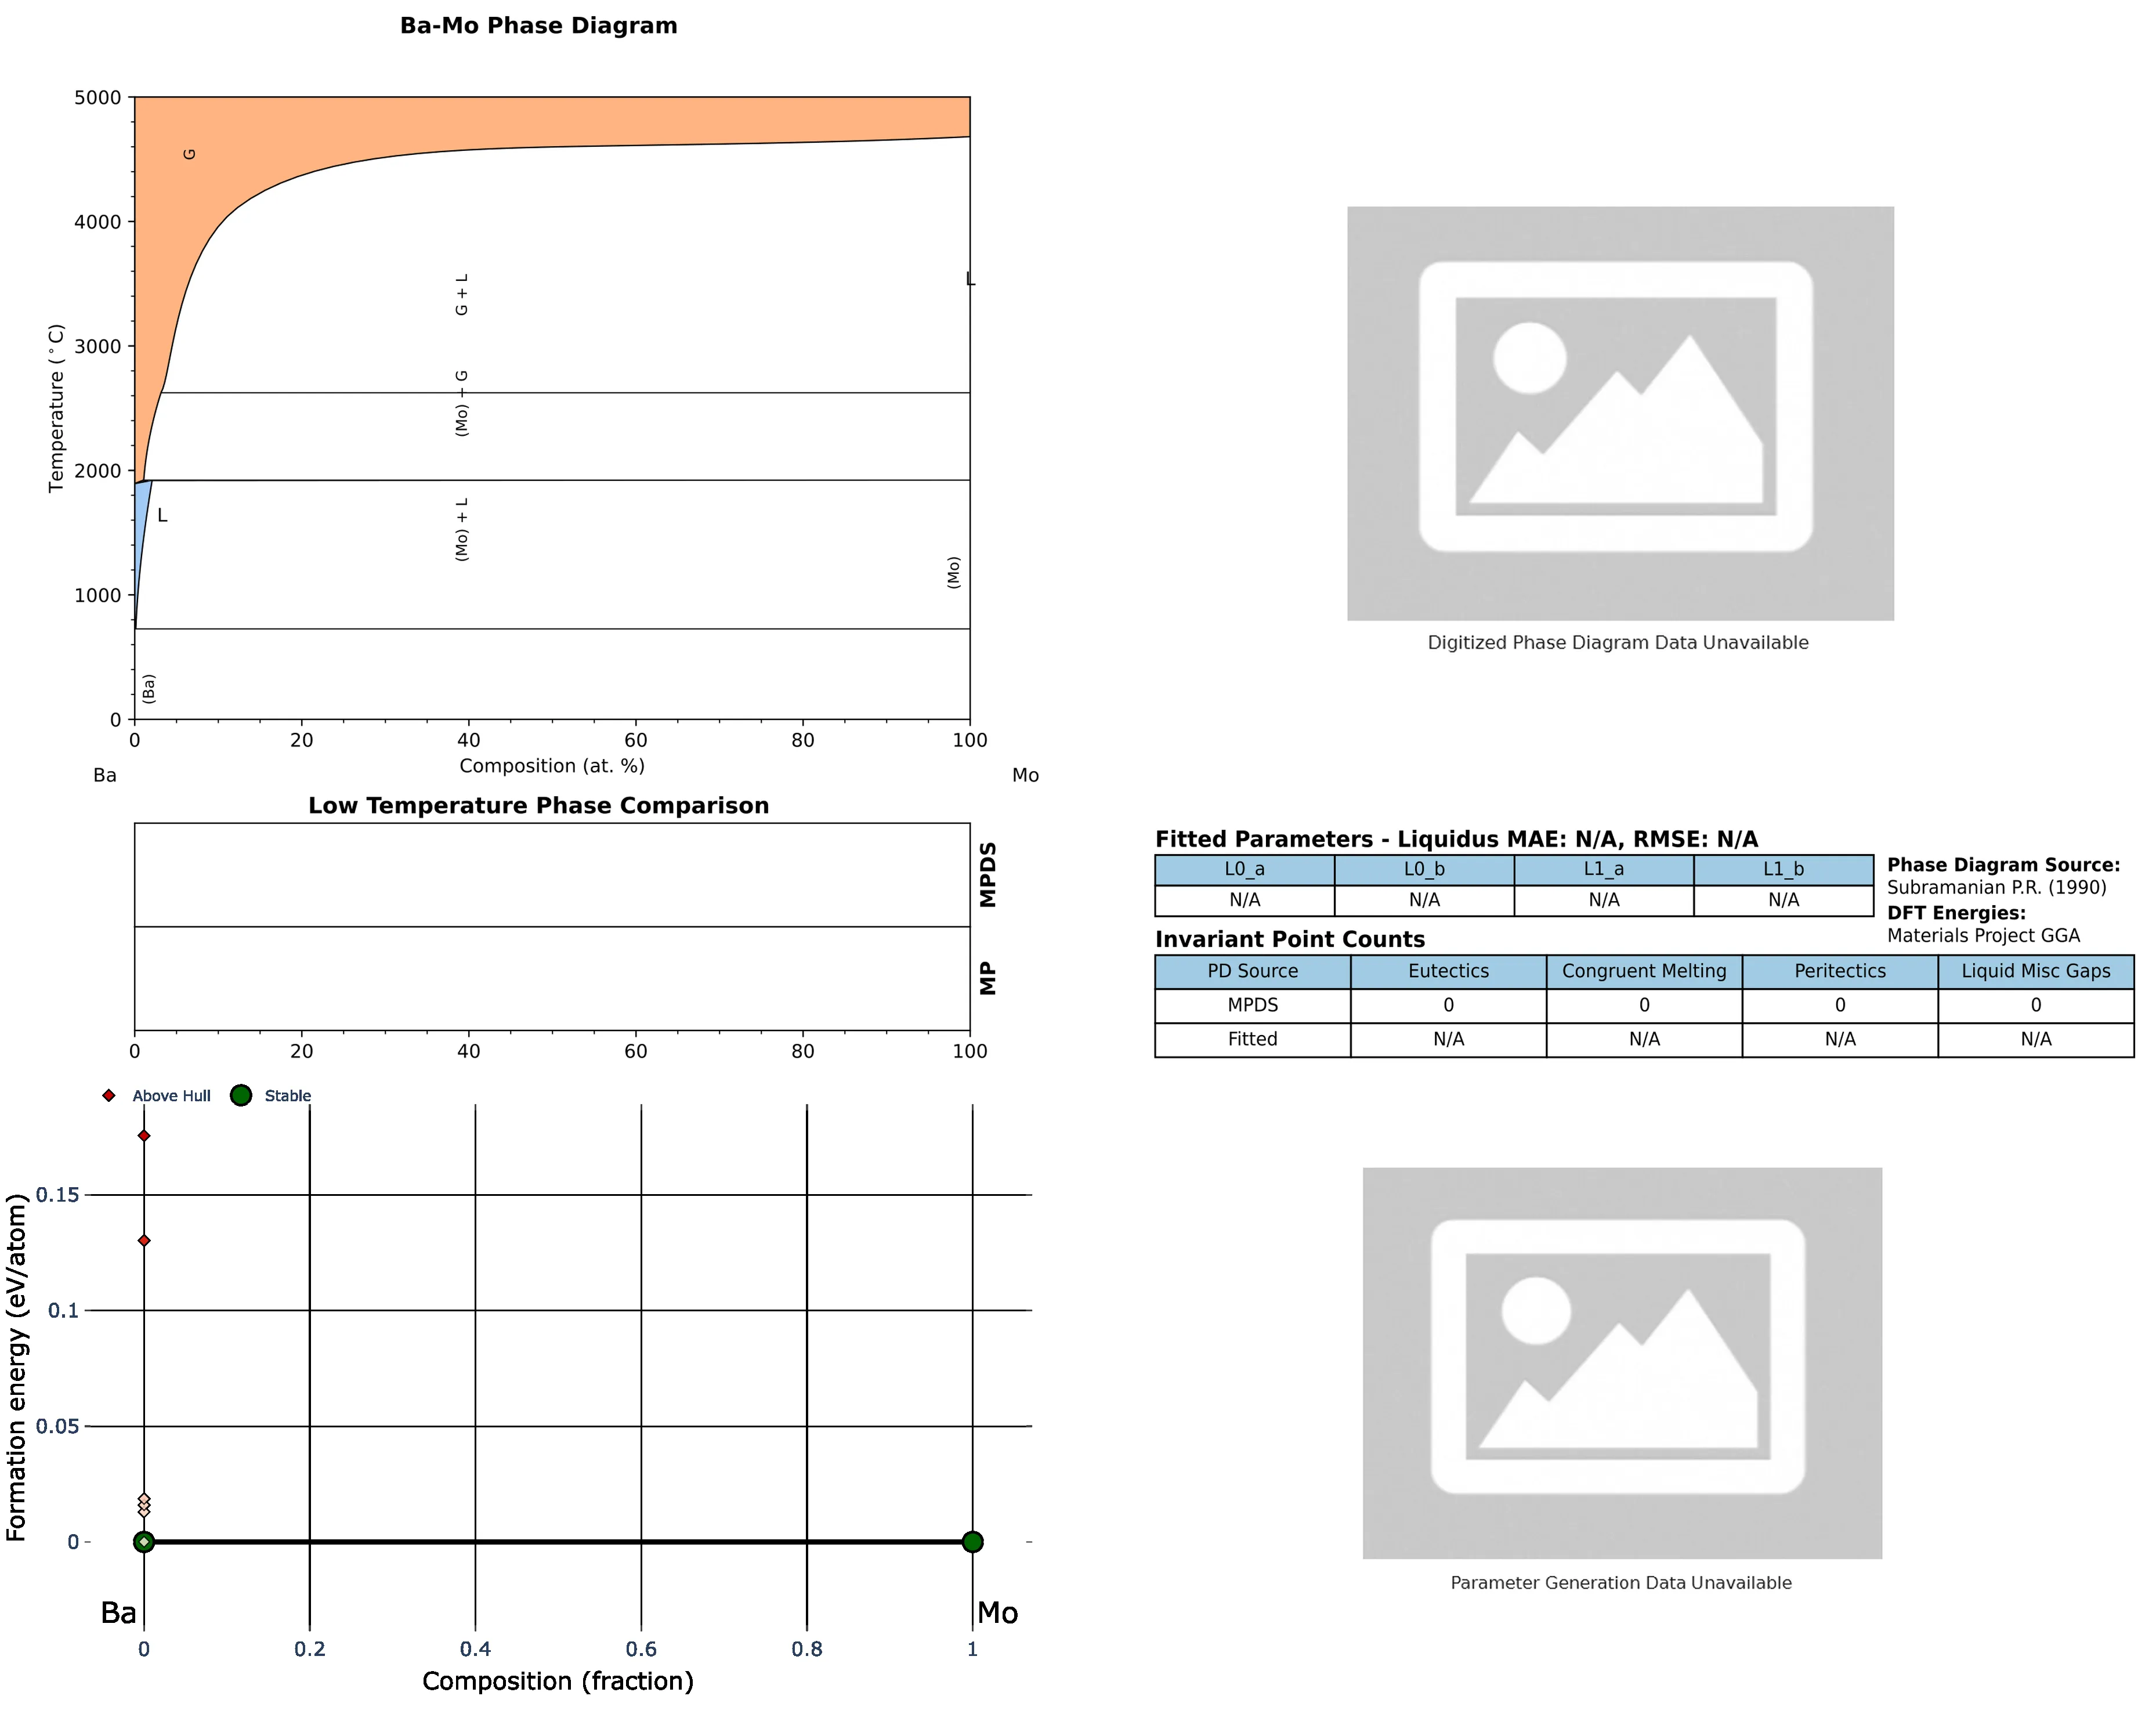 Ba-Mo Phase Diagram
5000
4000
3000
2000
1000
0
Temperature (°C)
G
G + L
(Mo) + G
(Mo) + L
L
L
(Mo)
(Ba)
0 20 40 60 80 100
Composition (at. %)
Ba Mo
Digitized Phase Diagram Data Unavailable
Low Temperature Phase Comparison
MPDS
MP
0 20 40 60 80 100
Fitted Parameters - Liquidus MAE: N/A, RMSE: N/A
L0_a L0_b L1_a L1_b
N/A N/A N/A N/A
Phase Diagram Source:
Subramanian P.R. (1990)
DFT Energies:
Materials Project GGA
Invariant Point Counts
PD Source Eutectics Congruent Melting Peritectics Liquid Misc Gaps
MPDS 0 0 0 0
Fitted N/A N/A N/A N/A
Above Hull Stable
0.15
0.1
0.05
0
Formation energy (eV/atom)
Ba Mo
0 0.2 0.4 0.6 0.8 1
Composition (fraction)
Parameter Generation Data Unavailable